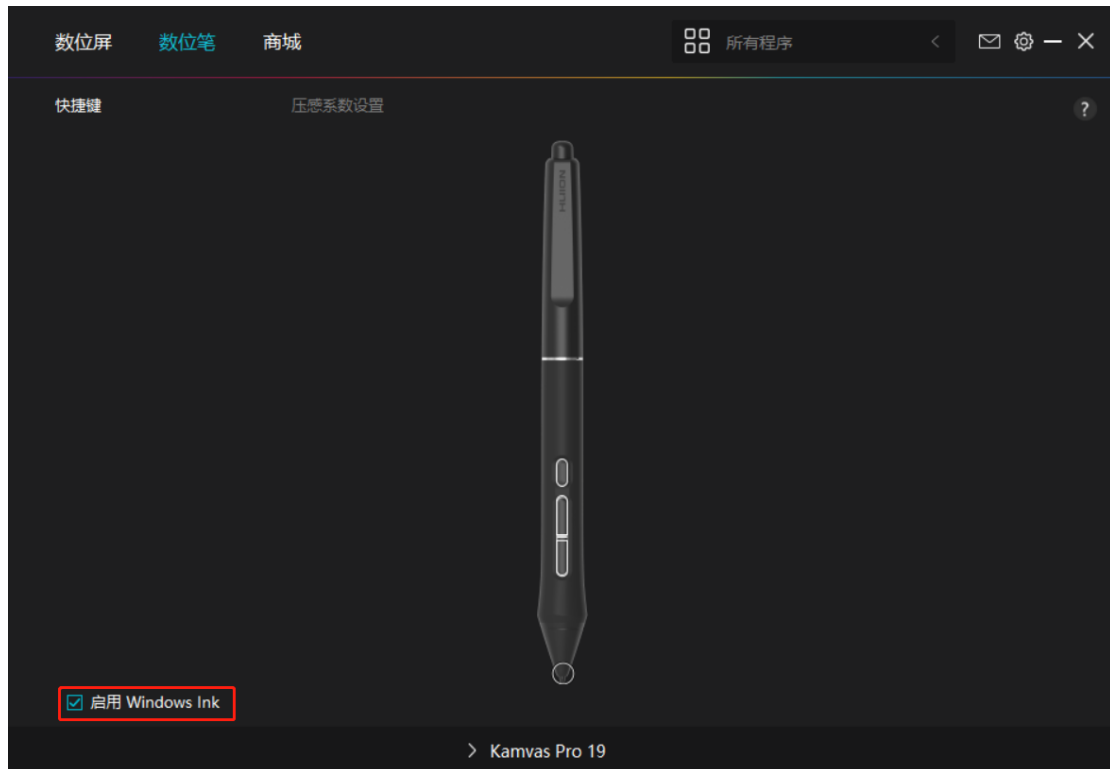 数位屏 数位笔 商城 所有程序
快捷键 压感系数设置 ?
HUION
启用 Windows Ink
Kamvas Pro 19